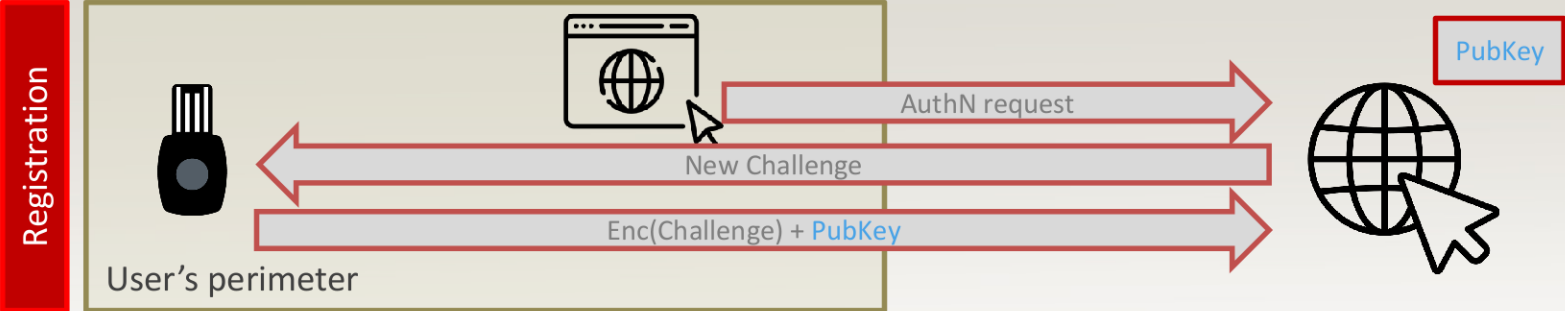 Registration
PubKey
AuthN request
New Challenge
Enc(Challenge) + PubKey
User's perimeter